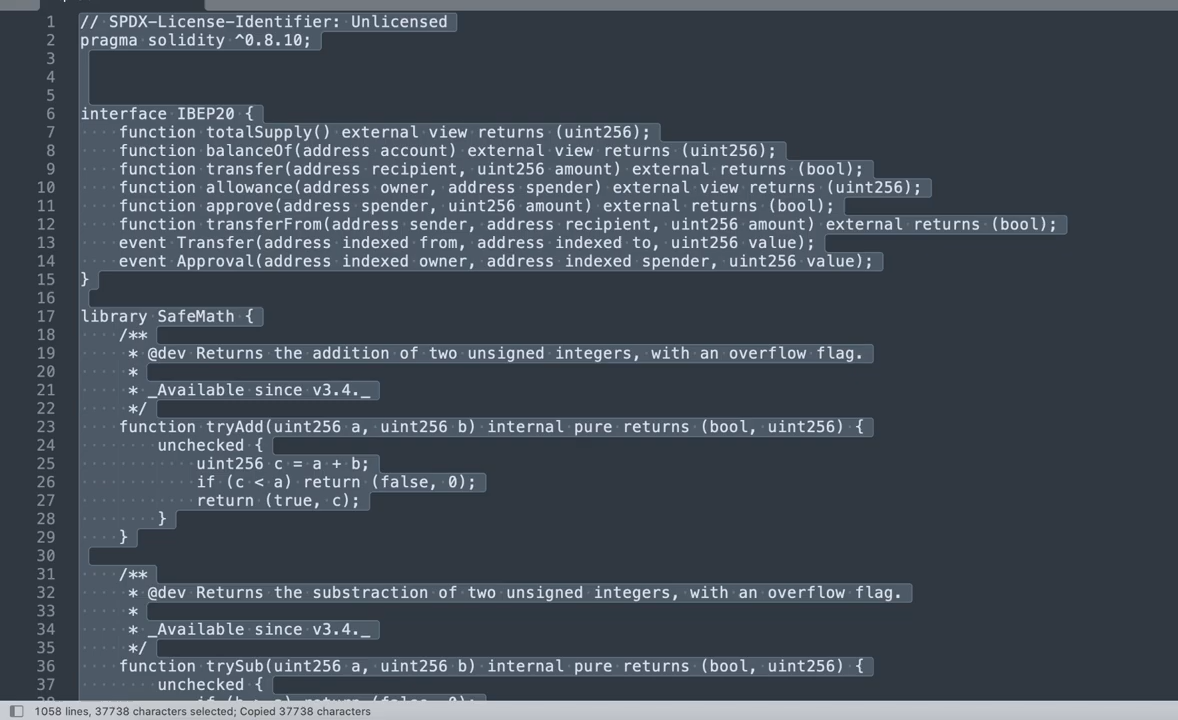 1 // SPDX-License-Identifier: Unlicensed
2 pragma solidity ^0.8.10;
3
4
5
6 interface IBEP20 {
7 function totalSupply() external view returns (uint256);
8 function balanceOf(address account) external view returns (uint256);
9 function transfer(address recipient, uint256 amount) external returns (bool);
10 function allowance(address owner, address spender) external view returns (uint256);
11 function approve(address spender, uint256 amount) external returns (bool);
12 function transferFrom(address sender, address recipient, uint256 amount) external returns (bool);
13 event Transfer(address indexed from, address indexed to, uint256 value);
14 event Approval(address indexed owner, address indexed spender, uint256 value);
15 }
16
17 library SafeMath {
18 /**
19 * @dev Returns the addition of two unsigned integers, with an overflow flag.
20 *
21 * _Available since v3.4._
22 */
23 function tryAdd(uint256 a, uint256 b) internal pure returns (bool, uint256) {
24 unchecked {
25 uint256 c = a + b;
26 if (c < a) return (false, 0);
27 return (true, c);
28 }
29 }
30
31 /**
32 * @dev Returns the substraction of two unsigned integers, with an overflow flag.
33 *
34 * _Available since v3.4._
35 */
36 function trySub(uint256 a, uint256 b) internal pure returns (bool, uint256) {
37 unchecked {
38 if (b > a) return (false, 0);
1058 lines, 37738 characters selected; Copied 37738 characters